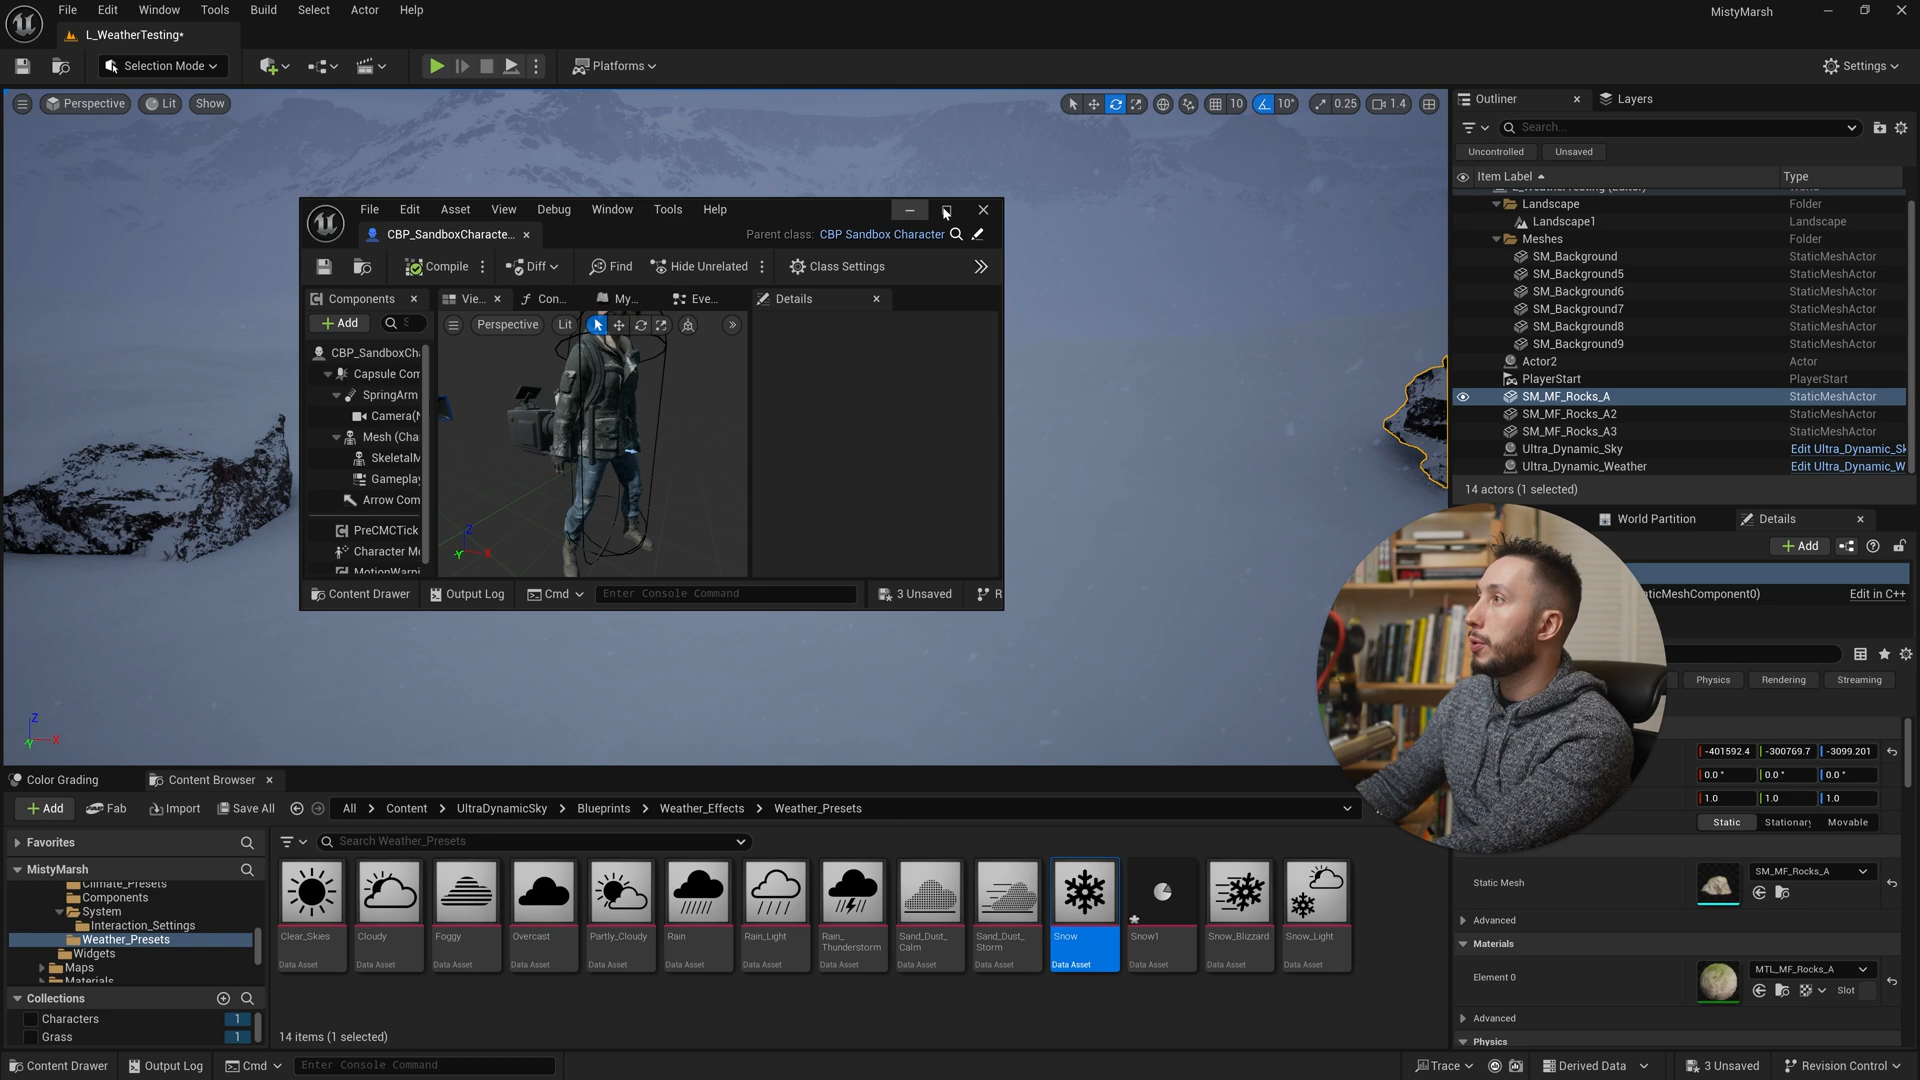 File Edit Window Tools Build Select Actor Help
MistyMarsh
L_WeatherTesting*
Selection Mode
Platforms
Settings
Perspective Lit Show
10 10° 0.25 1.4
Outliner Layers
Search...
Uncontrolled Unsaved
Item Label Type
Landscape Folder
Landscape1 Landscape
Meshes Folder
SM_Background StaticMeshActor
SM_Background5 StaticMeshActor
SM_Background6 StaticMeshActor
SM_Background7 StaticMeshActor
SM_Background8 StaticMeshActor
SM_Background9 StaticMeshActor
Actor2 Actor
PlayerStart PlayerStart
SM_MF_Rocks_A StaticMeshActor
SM_MF_Rocks_A2 StaticMeshActor
SM_MF_Rocks_A3 StaticMeshActor
Ultra_Dynamic_Sky Edit Ultra_Dynamic_Sk
Ultra_Dynamic_Weather Edit Ultra_Dynamic_W
14 actors (1 selected)
File Edit Asset View Debug Window Tools Help
CBP_SandboxCharacte...
Parent class: CBP Sandbox Character
Compile Diff Find Hide Unrelated Class Settings
Components Vie... Con... My... Eve... Details
Add
Perspective Lit
CBP_SandboxCh
Capsule Com
SpringArm
Camera(
Mesh (Cha
SkeletalM
Gameplay
Arrow Com
PreCMCTick
Character Mo
MotionWarpi
Content Drawer Output Log Cmd Enter Console Command 3 Unsaved R
World Partition Details
Add
aticMeshComponent0) Edit in C++
Physics Rendering Streaming
-401592.4 -300769.7 -3099.201
0.0 ° 0.0 ° 0.0 °
1.0 1.0 1.0
Static Stationary Movable
Static Mesh SM_MF_Rocks_A
Advanced
Materials
Element 0 MTL_MF_Rocks_A
Slot
Advanced
Physics
Color Grading Content Browser
Add Fab Import Save All All Content UltraDynamicSky Blueprints Weather_Effects Weather_Presets
Favorites
Search Weather_Presets
MistyMarsh
Climate_Presets
Components
System
Interaction_Settings
Weather_Presets
Widgets
Maps
Materials
Collections
Characters 1
Grass 1
Clear_Skies Data Asset
Cloudy Data Asset
Foggy Data Asset
Overcast Data Asset
Partly_Cloudy Data Asset
Rain Data Asset
Rain_Light Data Asset
Rain_
Thunderstorm
Data Asset
Sand_Dust_
Calm
Data Asset
Sand_Dust_
Storm
Data Asset
Snow Data Asset
Snow1 Data Asset
Snow_Blizzard Data Asset
Snow_Light Data Asset
14 items (1 selected)
Content Drawer Output Log Cmd Enter Console Command
Trace Derived Data 3 Unsaved Revision Control